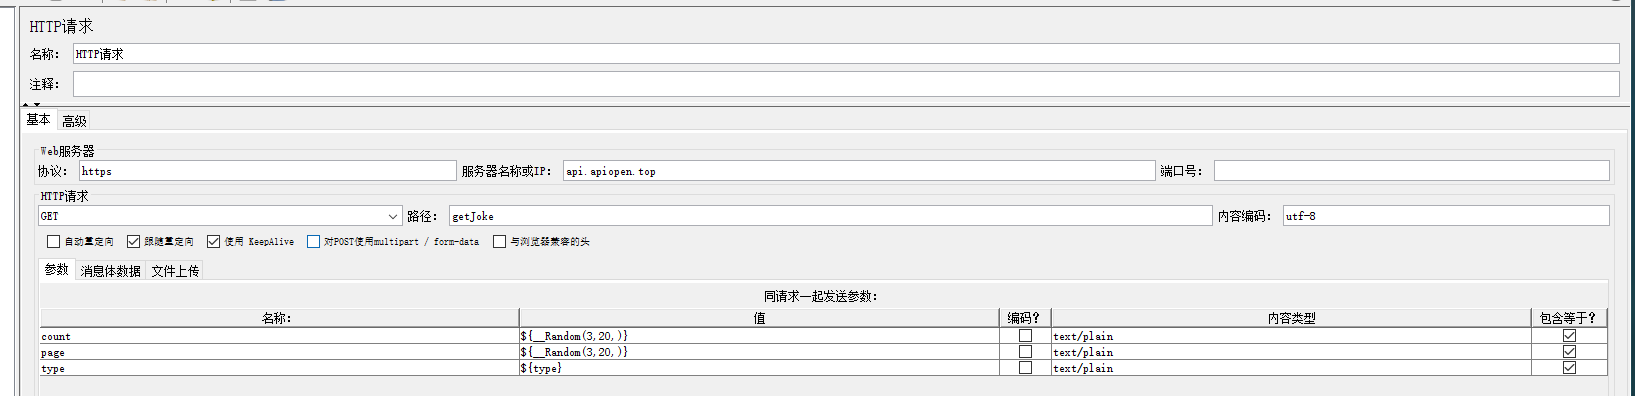 HTTP请求
名称： HTTP请求
注释：
基本 高级
Web服务器
协议： https 服务器名称或IP： api.apiopen.top 端口号：
HTTP请求
GET 路径： getJoke 内容编码： utf-8
自动重定向 跟随重定向 使用 KeepAlive 对POST使用multipart / form-data 与浏览器兼容的头
参数 消息体数据 文件上传
同请求一起发送参数：
名称： 值 编码？ 内容类型 包含等于？
count ${__Random(3,20,)} text/plain
page ${__Random(3,20,)} text/plain
type ${type} text/plain